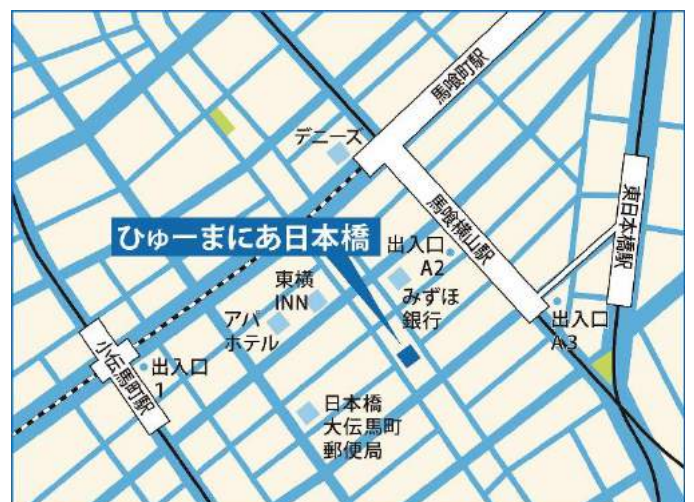 馬喰町駅
デニーズ
馬喰横山駅
東日本橋駅
ひゅーまにあ日本橋
出入口
A2
みずほ
銀行
東横
INN
アパ
ホテル
出入口
A3
小伝馬町駅
出入口
1
日本橋
大伝馬町
郵便局